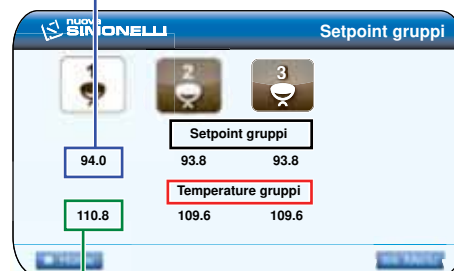 nuova
SIMONELLI
Setpoint gruppi
1 2 3
Setpoint gruppi
94.0 93.8 93.8
Temperature gruppi
110.8 109.6 109.6